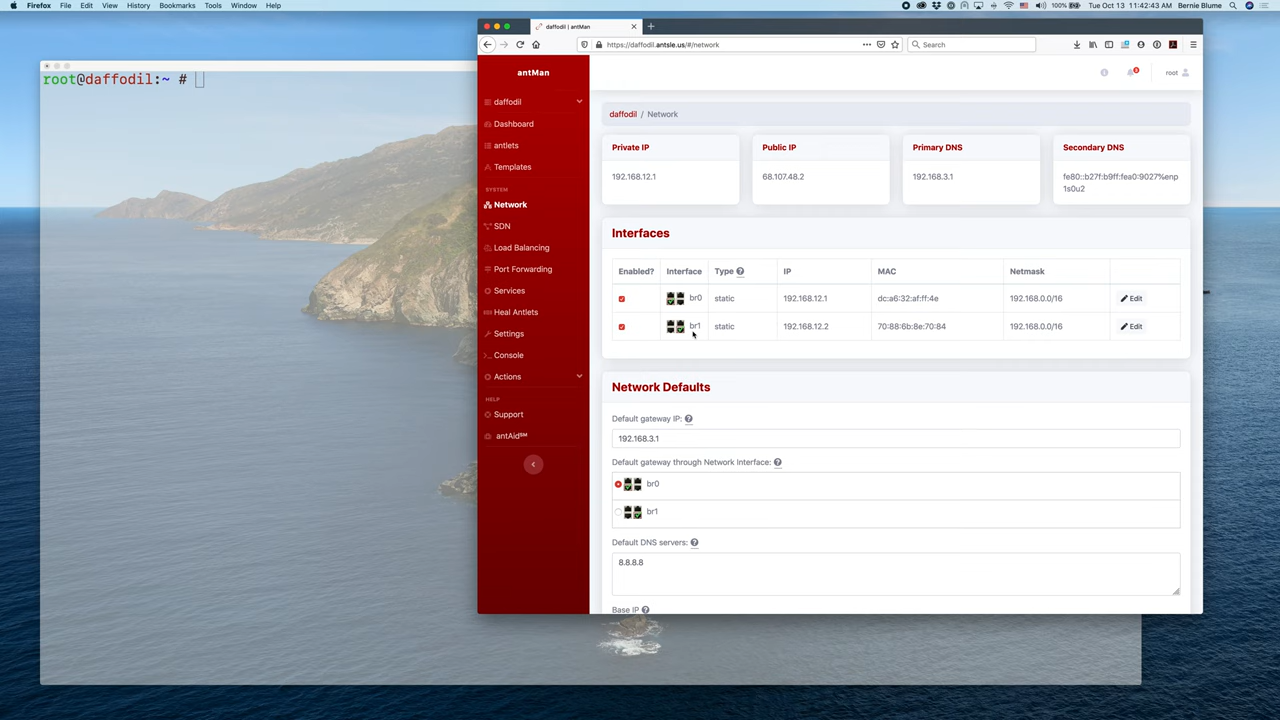 Firefox File Edit View History Bookmarks Tools Window Help
100% Tue Oct 13 11:42:43 AM Bernie Blume
daffodil | antMan
https://daffodil.antsle.us/#/network
Search
root@daffodil:~ #
antMan
daffodil
Dashboard
antlets
Templates
SYSTEM
Network
SDN
Load Balancing
Port Forwarding
Services
Heal Antlets
Settings
Console
Actions
HELP
Support
antAid℠
root
daffodil / Network
Private IP
192.168.12.1
Public IP
68.107.48.2
Primary DNS
192.168.3.1
Secondary DNS
fe80::b27f:b9ff:fea0:9027%enp
1s0u2
Interfaces
Enabled? Interface Type IP MAC Netmask
br0 static 192.168.12.1 dc:a6:32:af:ff:4e 192.168.0.0/16 Edit
br1 static 192.168.12.2 70:88:6b:8e:70:84 192.168.0.0/16 Edit
Network Defaults
Default gateway IP:
192.168.3.1
Default gateway through Network Interface:
br0
br1
Default DNS servers:
8.8.8.8
Base IP